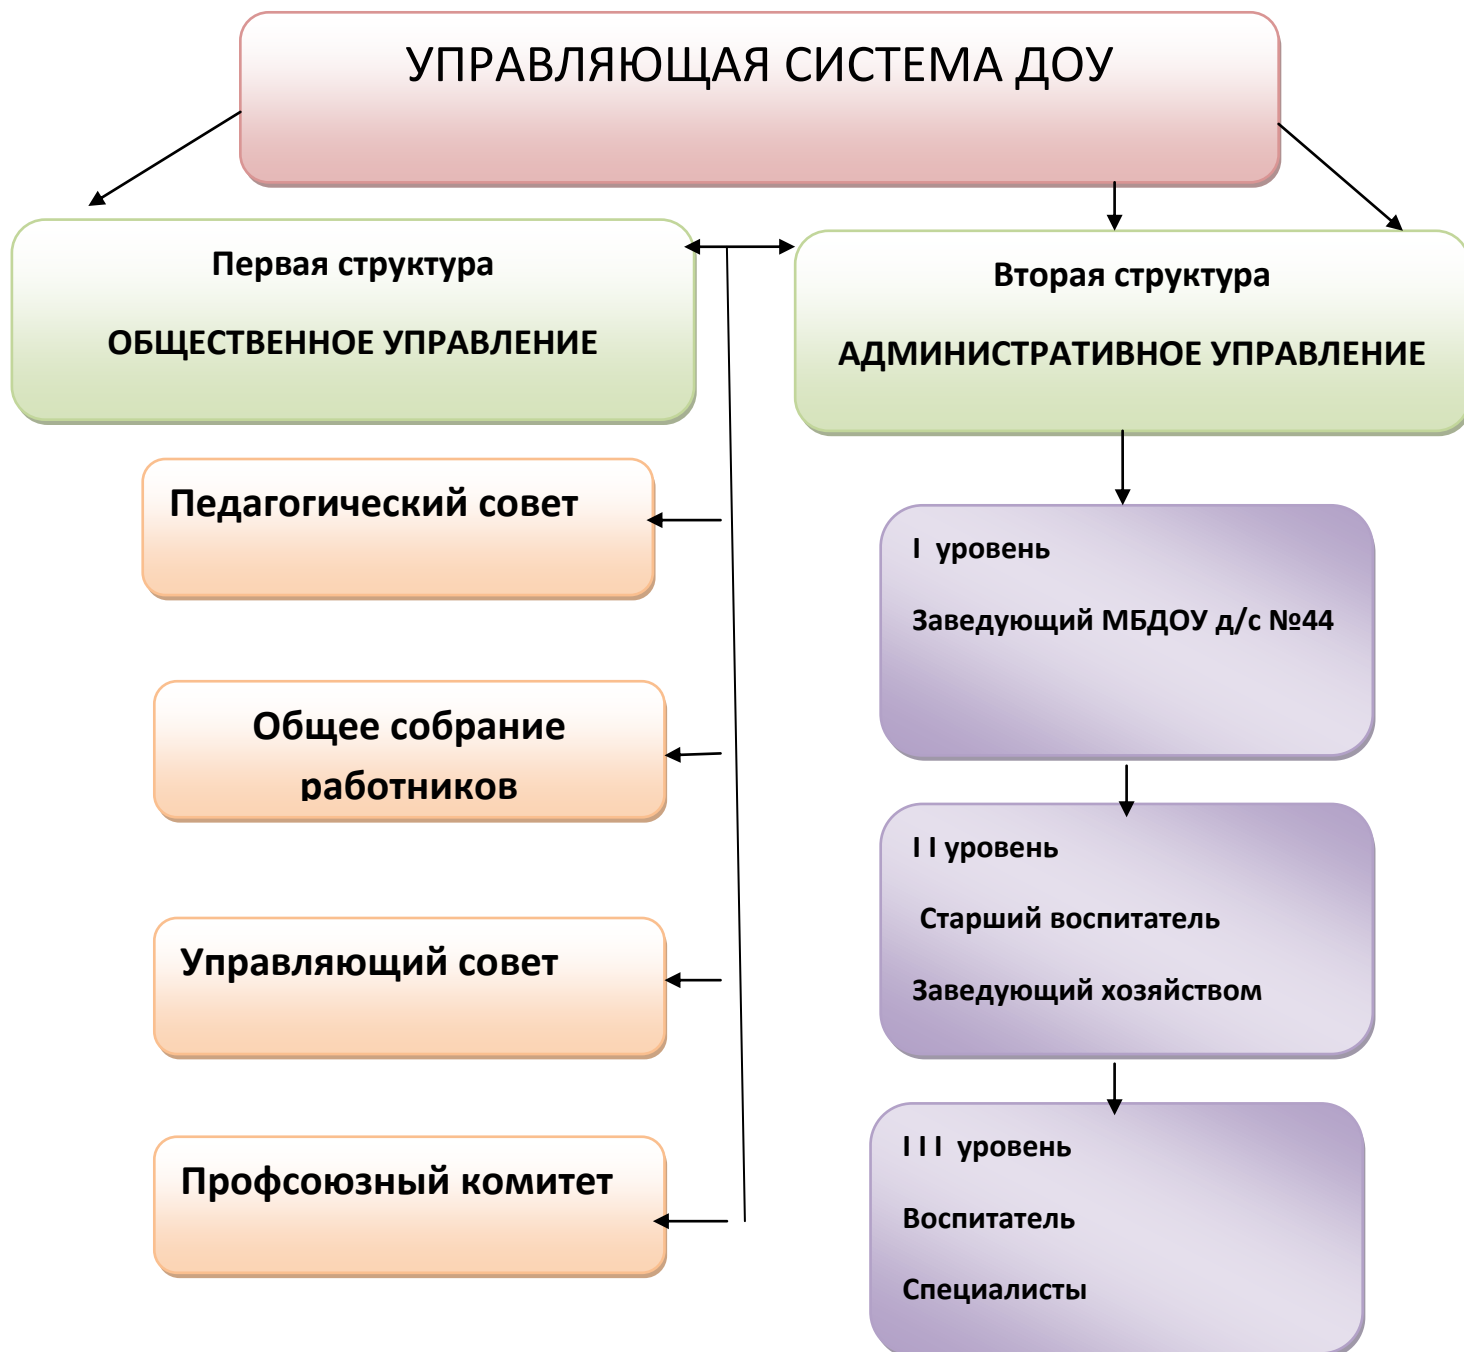 УПРАВЛЯЮЩАЯ СИСТЕМА ДОУ
Первая структура
ОБЩЕСТВЕННОЕ УПРАВЛЕНИЕ
Вторая структура
АДМИНИСТРАТИВНОЕ УПРАВЛЕНИЕ
Педагогический совет
Общее собрание
работников
Управляющий совет
Профсоюзный комитет
I уровень
Заведующий МБДОУ д/с №44
I I уровень
Старший воспитатель
Заведующий хозяйством
I I I уровень
Воспитатель
Специалисты